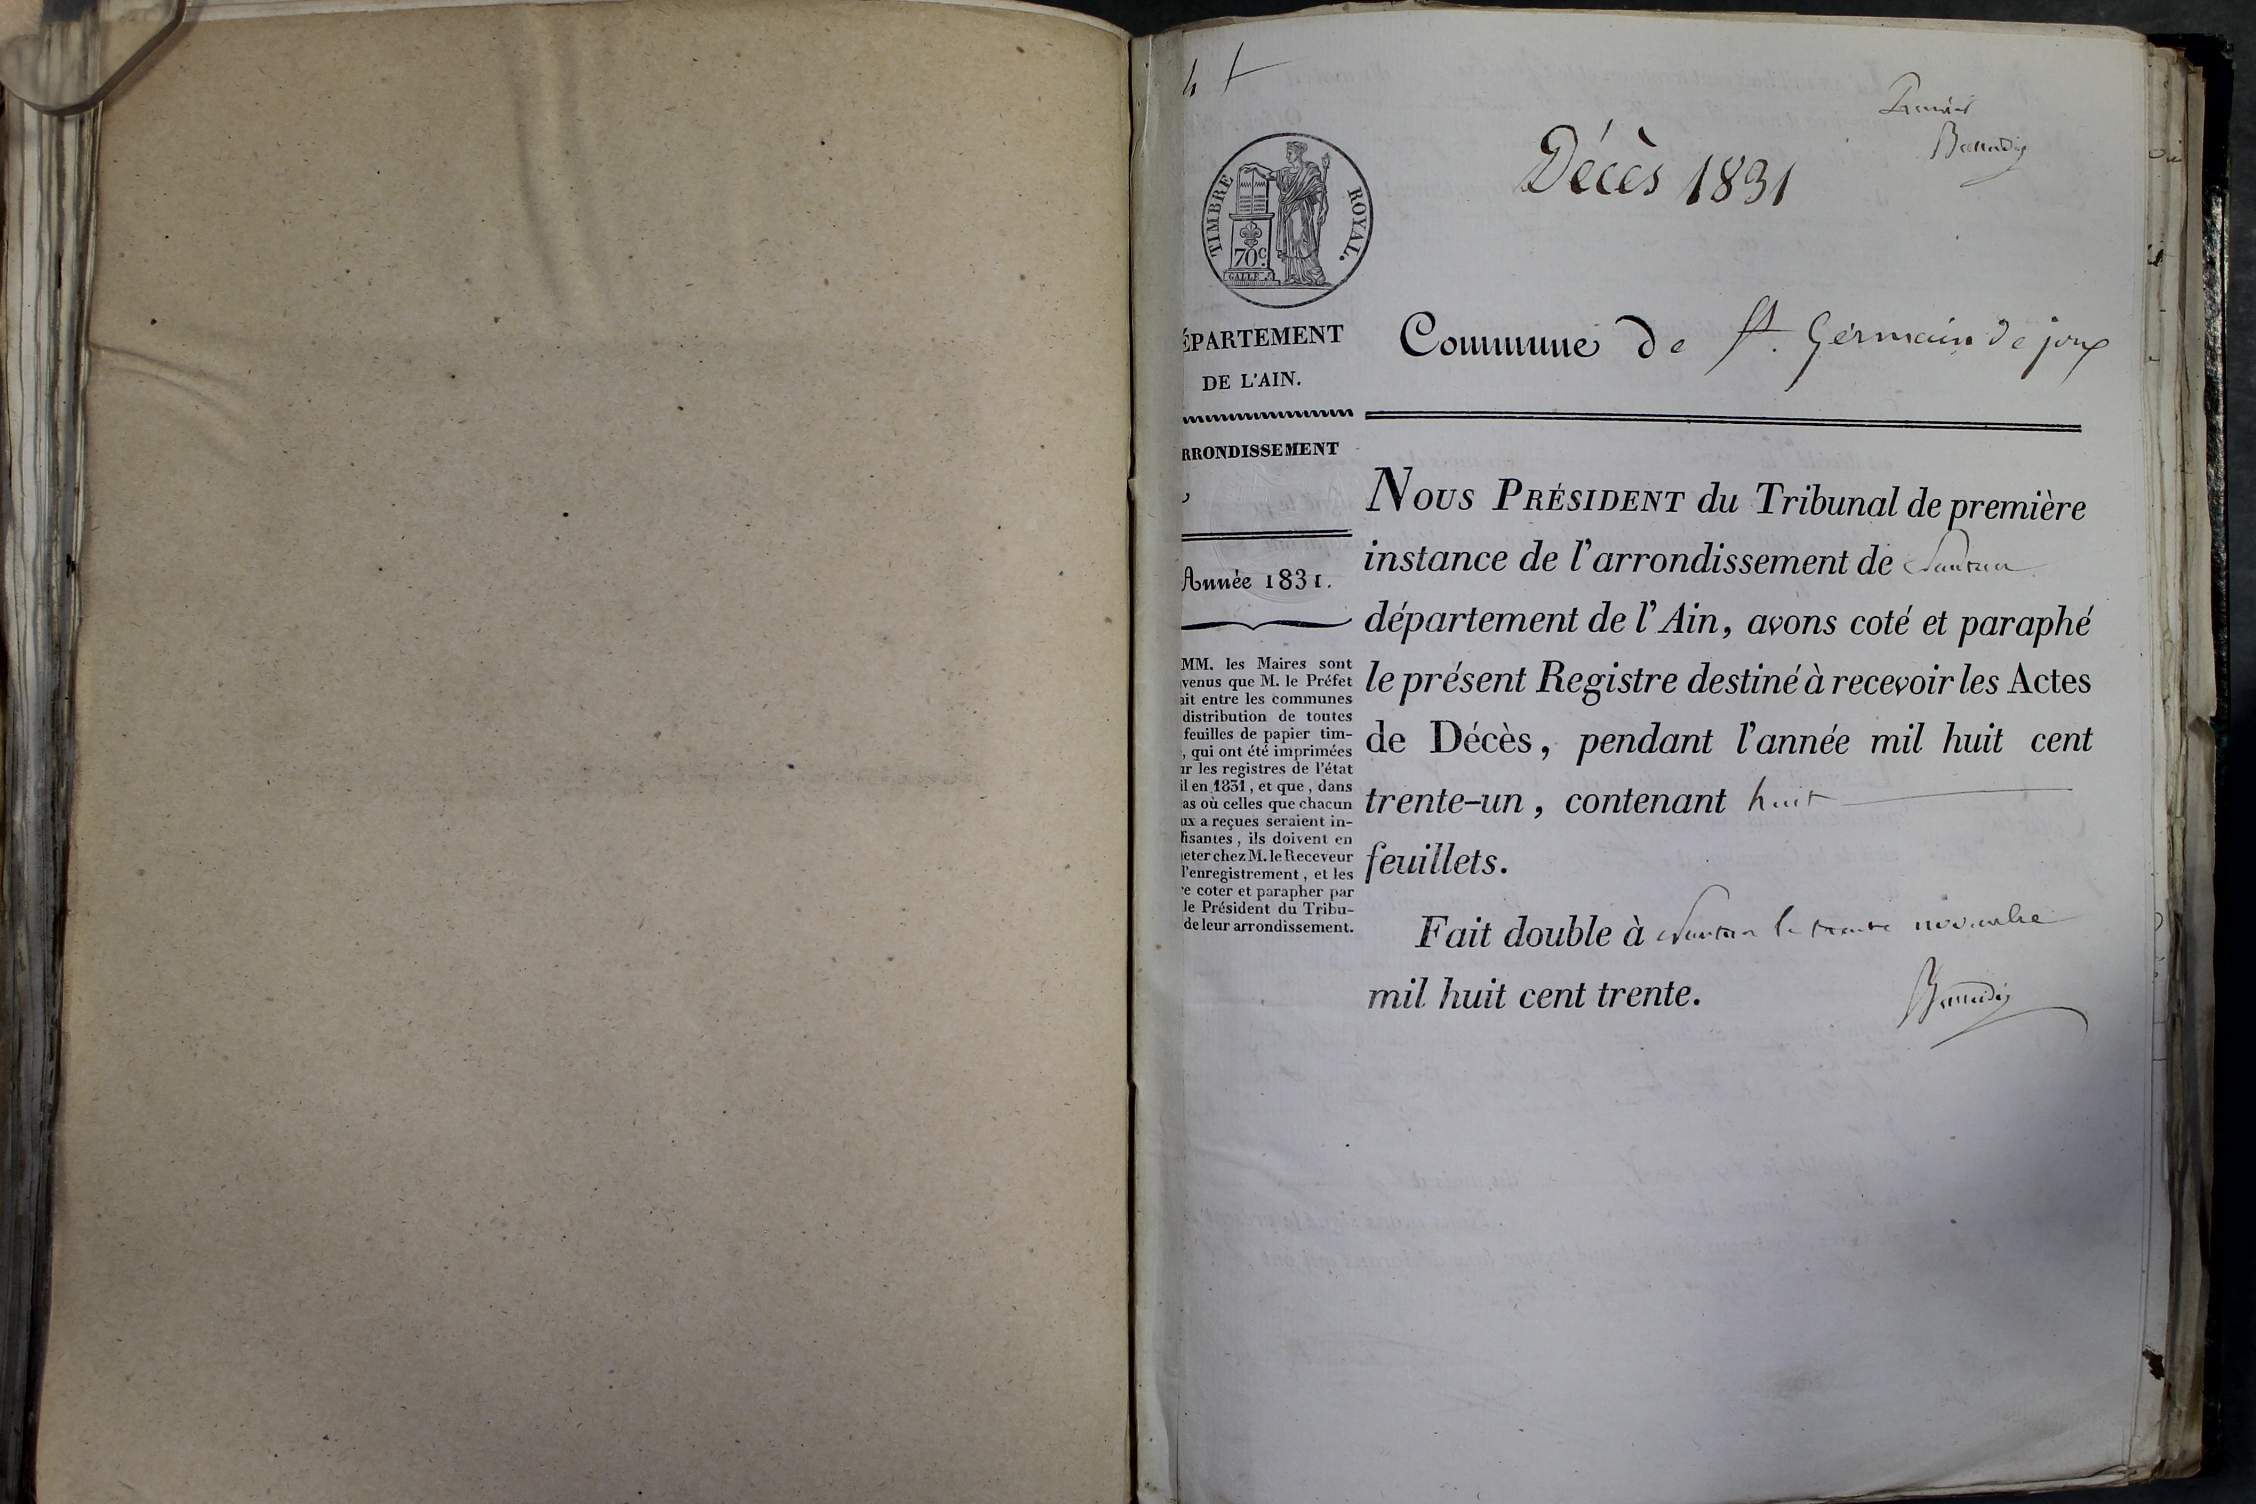 Décès 1831
TIMBRE ROYAL.
70c.
GALLE
ÉPARTEMENT
DE L'AIN.
Commune de St. Germain de joux
RRONDISSEMENT
Année 1831.
MM. les Maires sont
venus que M. le Préfet
ait entre les communes
distribution de toutes
feuilles de papier tim-
, qui ont été imprimées
ur les registres de l'état
il en 1831, et que, dans
as où celles que chacun
ux a reçues seraient in-
fisantes, ils doivent en
eter chez M. le Receveur
l'enregistrement, et les
re coter et parapher par
le Président du Tribu-
de leur arrondissement.
NOUS PRÉSIDENT du Tribunal de première
instance de l'arrondissement de Nantua
département de l'Ain, avons coté et paraphé
le présent Registre destiné à recevoir les Actes
de Décès, pendant l'année mil huit cent
trente-un, contenant huit
feuillets.
Fait double à Nantua le trente novembre
mil huit cent trente.